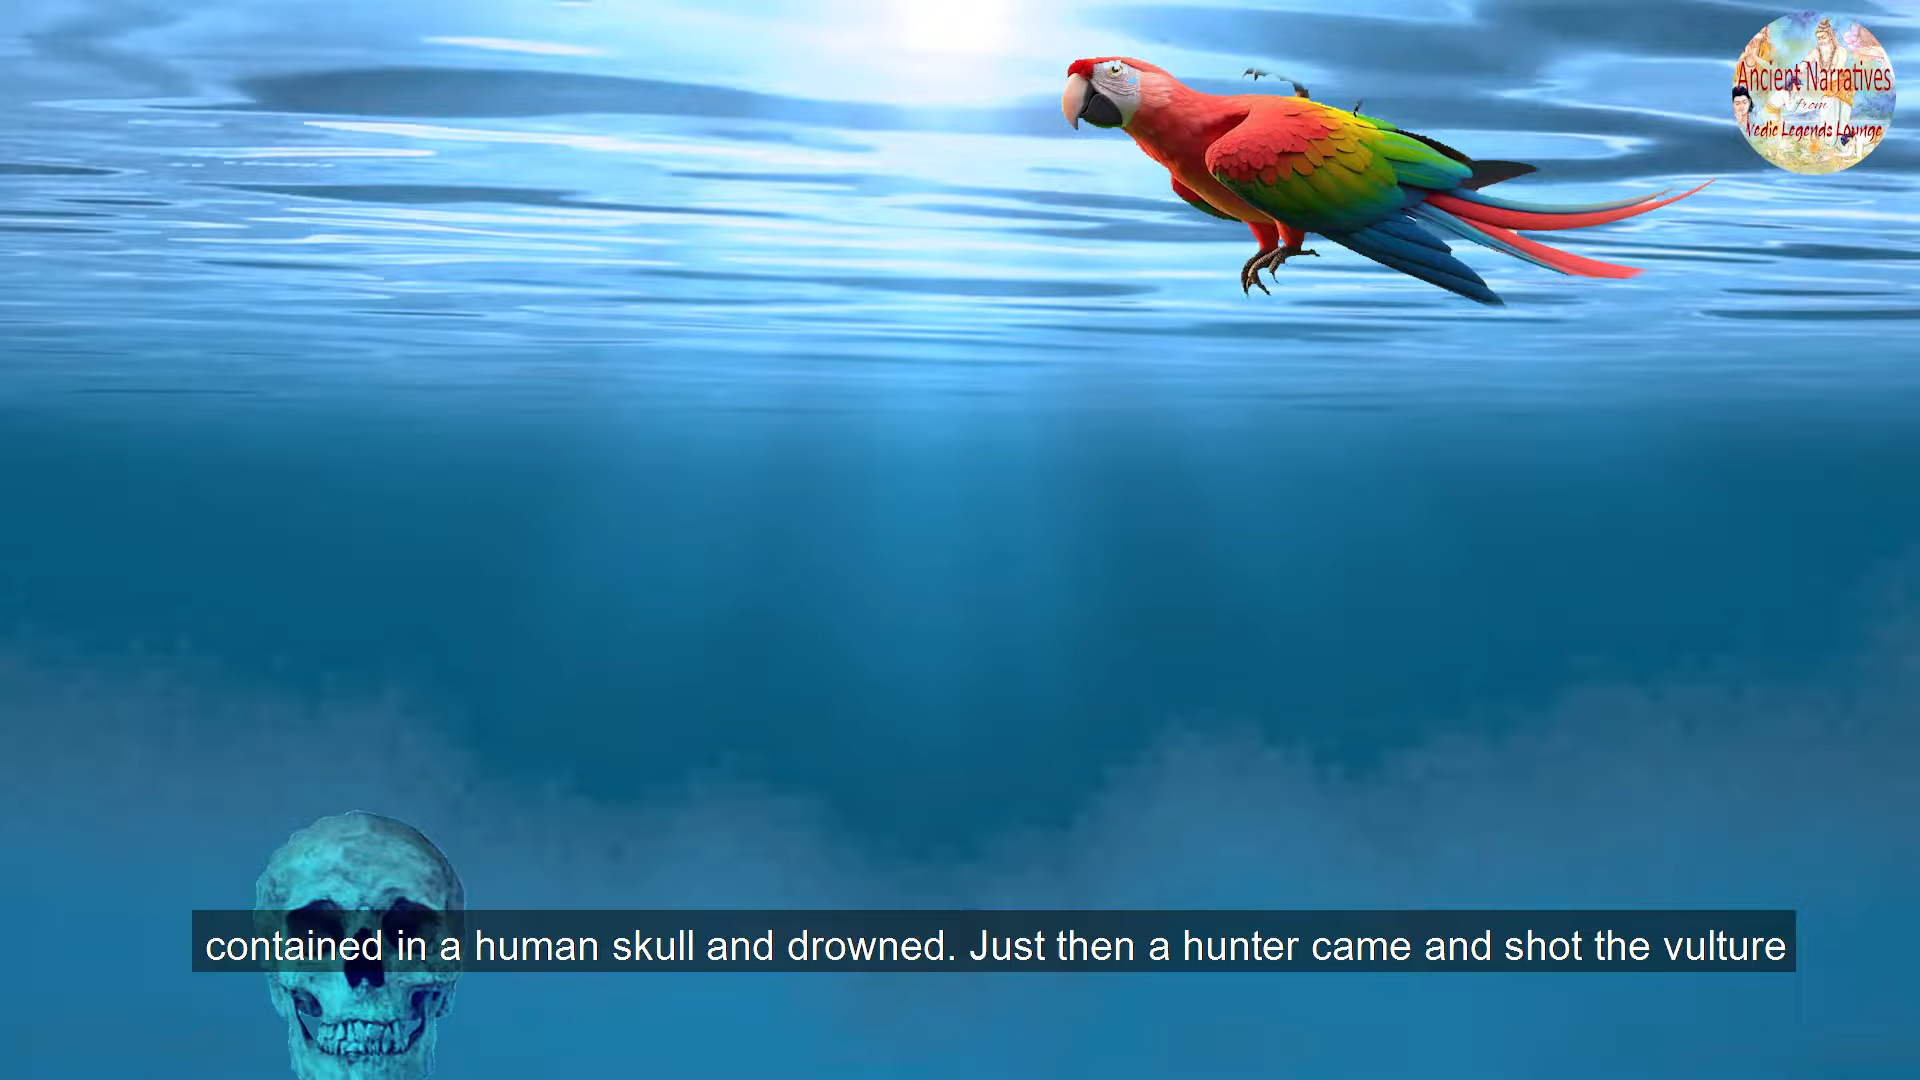 Ancient Narratives
from
Vedic Legends Lounge
contained in a human skull and drowned. Just then a hunter came and shot the vulture